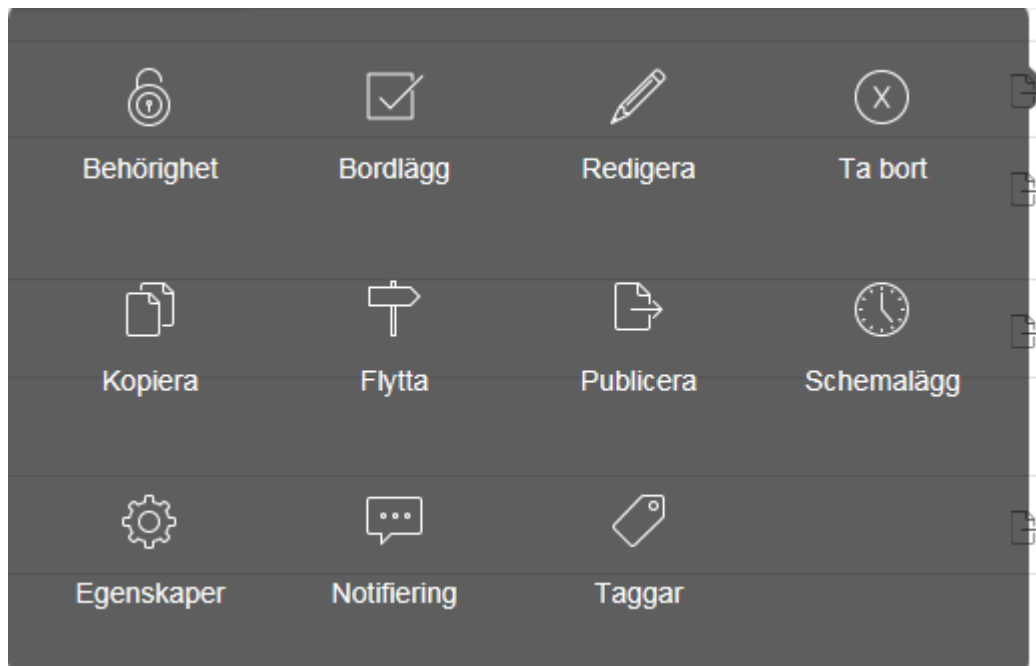 Behörighet Bordlägg Redigera Ta bort
Kopiera Flytta Publicera Schemalägg
Egenskaper Notifiering Taggar